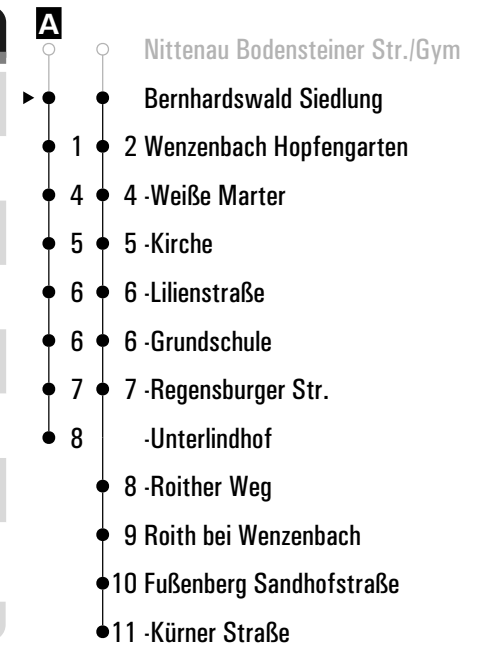 A
Nittenau Bodensteiner Str./Gym
Bernhardswald Siedlung
1 2 Wenzenbach Hopfengarten
4 4 -Weiße Marter
5 5 -Kirche
6 6 -Lilienstraße
6 6 -Grundschule
7 7 -Regensburger Str.
8 -Unterlindhof
8 -Roither Weg
9 Roith bei Wenzenbach
10 Fußenberg Sandhofstraße
11 -Kürner Straße